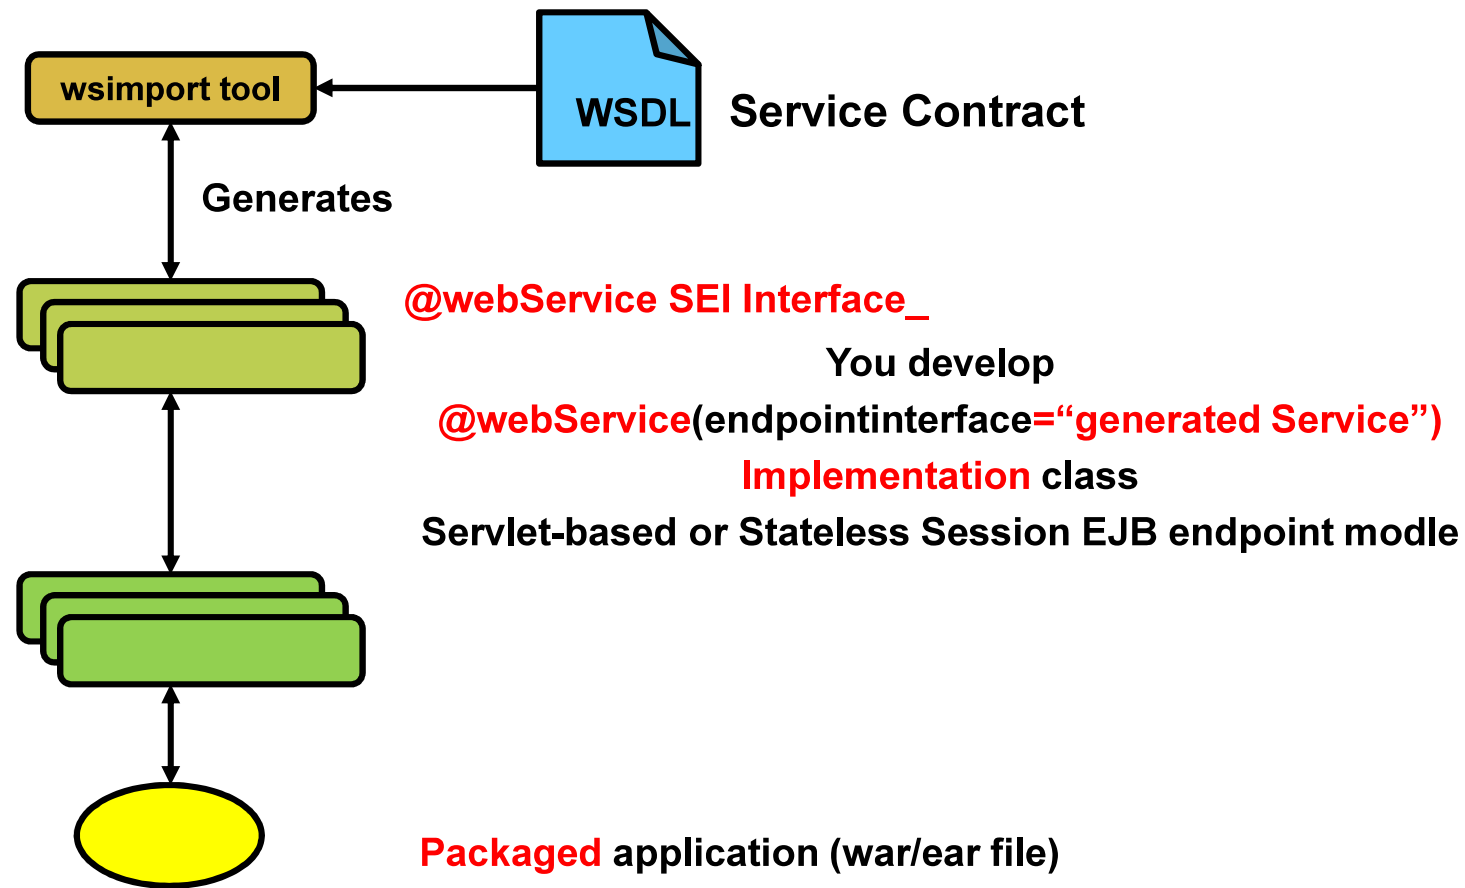 wsimport tool
WSDL
Service Contract
Generates
@webService SEI Interface_
You develop
@webService(endpointinterface=“generated Service”)
Implementation class
Servlet-based or Stateless Session EJB endpoint modle
Packaged application (war/ear file)